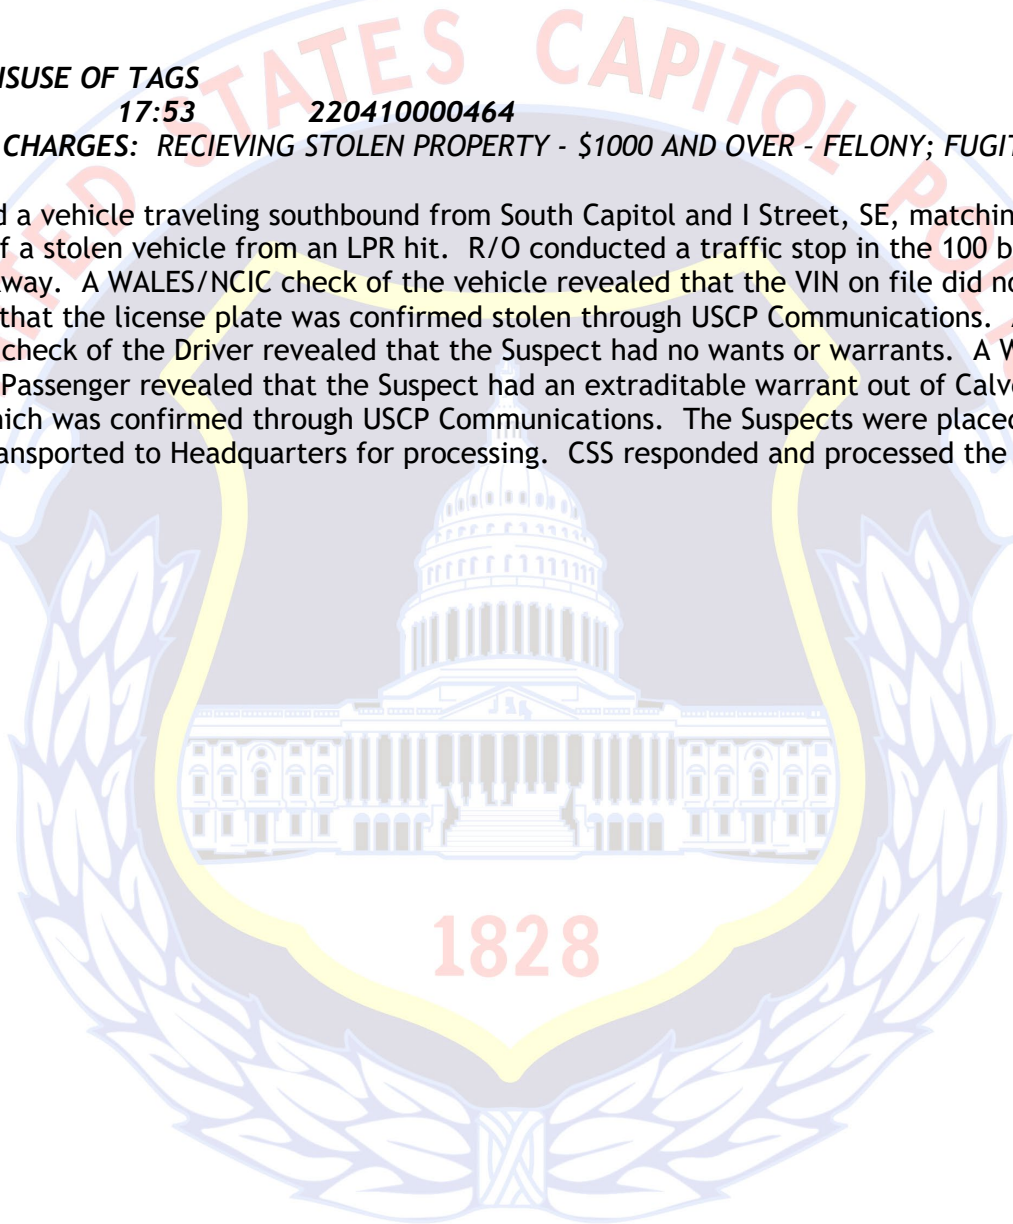 ISUSE OF TAGS
17:53 220410000464
CHARGES: RECIEVING STOLEN PROPERTY - $1000 AND OVER – FELONY; FUGIT
d a vehicle traveling southbound from South Capitol and I Street, SE, matchin
f a stolen vehicle from an LPR hit. R/O conducted a traffic stop in the 100 b
way. A WALES/NCIC check of the vehicle revealed that the VIN on file did no
that the license plate was confirmed stolen through USCP Communications.
check of the Driver revealed that the Suspect had no wants or warrants. A W
Passenger revealed that the Suspect had an extraditable warrant out of Calve
hich was confirmed through USCP Communications. The Suspects were placed
ansported to Headquarters for processing. CSS responded and processed the
UNITED STATES CAPITOL POL
1828